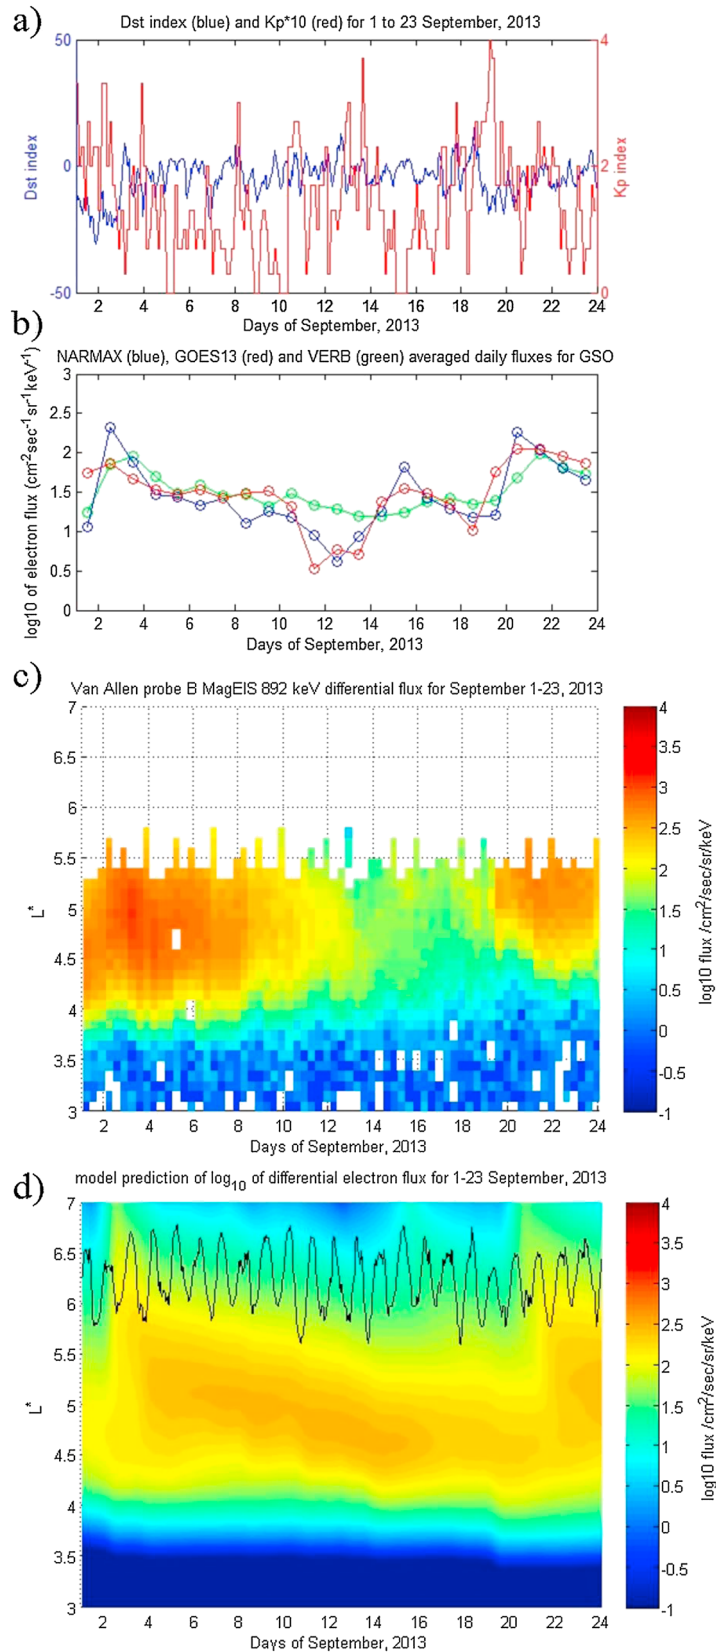 a)
Dst index (blue) and Kp*10 (red) for 1 to 23 September, 2013
50
0
-50
Dst index
4
2
0
Kp index
2 4 6 8 10 12 14 16 18 20 22 24
Days of September, 2013
b)
NARMAX (blue), GOES13 (red) and VERB (green) averaged daily fluxes for GSO
log10 of electron flux (cm-2sec-1sr-1keV-1)
3
2.5
2
1.5
1
0.5
0
2 4 6 8 10 12 14 16 18 20 22 24
Days of September, 2013
c)
Van Allen probe B MagEIS 892 keV differential flux for September 1-23, 2013
7
6.5
6
5.5
5
4.5
4
3.5
3
L*
2 4 6 8 10 12 14 16 18 20 22 24
Days of September, 2013
4
3.5
3
2.5
2
1.5
1
0.5
0
-0.5
-1
log10 flux /cm2/sec/sr/keV
d)
model prediction of log10 of differential electron flux for 1-23 September, 2013
7
6.5
6
5.5
5
4.5
4
3.5
3
L*
2 4 6 8 10 12 14 16 18 20 22 24
Days of September, 2013
4
3.5
3
2.5
2
1.5
1
0.5
0
-0.5
-1
log10 flux /cm2/sec/sr/keV